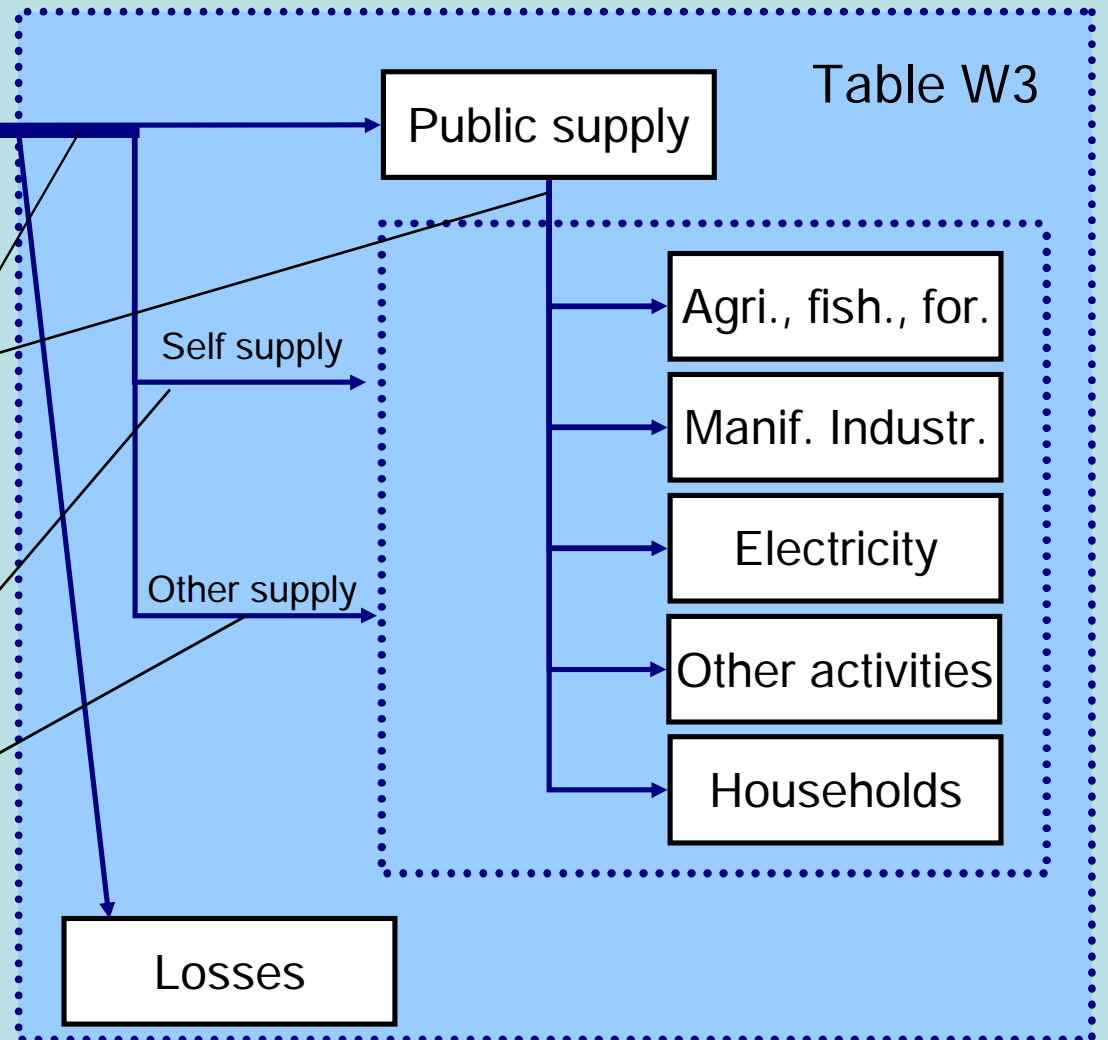 Table W3
Public supply
Agri., fish., for.
Self supply
Manif. Industr.
Electricity
Other supply
Other activities
Households
Losses